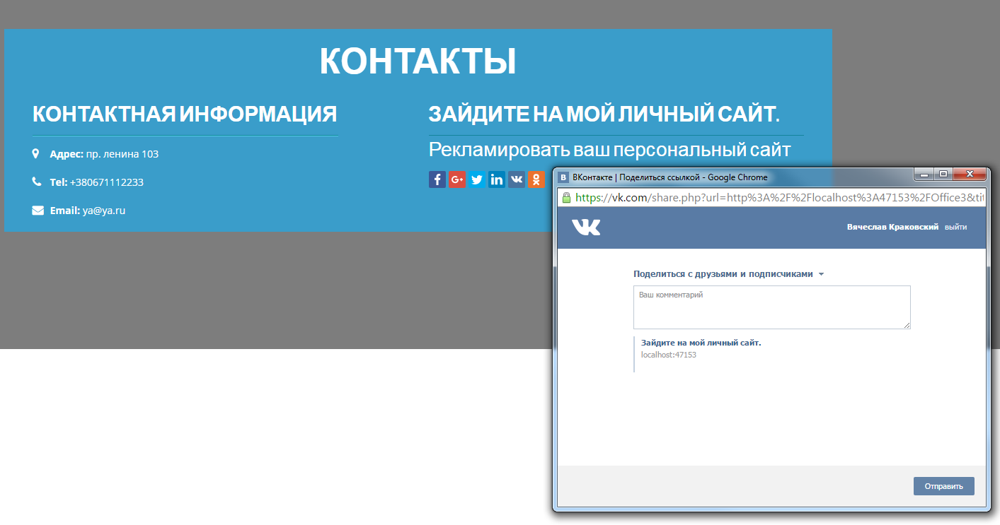 КОНТАКТЫ
КОНТАКТНАЯ ИНФОРМАЦИЯ
Адрес: пр. ленина 103
Tel: +380671112233
Email: ya@ya.ru
ЗАЙДИТЕ НА МОЙ ЛИЧНЫЙ САЙТ.
Рекламировать ваш персональный сайт
ВКонтакте | Поделиться ссылкой - Google Chrome
https://vk.com/share.php?url=http%3A%2F%2Flocalhost%3A47153%2FOffice3&tit
Вячеслав Краковский выйти
Поделиться с друзьями и подписчиками
Ваш комментарий
Зайдите на мой личный сайт.
localhost:47153
Отправить